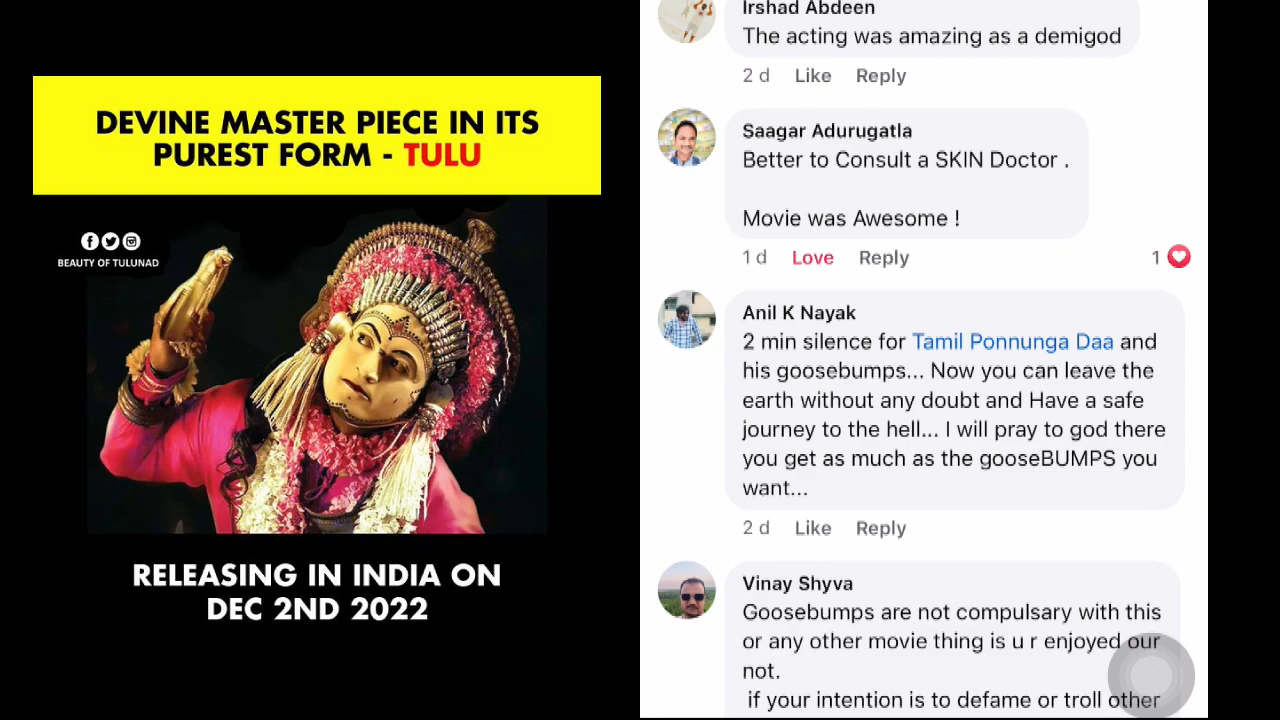 DEVINE MASTER PIECE IN ITS
PUREST FORM - TULU
BEAUTY OF TULUNAD
RELEASING IN INDIA ON
DEC 2ND 2022
Irshad Abdeen
The acting was amazing as a demigod
2 d Like Reply
Saagar Adurugatla
Better to Consult a SKIN Doctor .
Movie was Awesome !
1 d Love Reply 1
Anil K Nayak
2 min silence for Tamil Ponnunga Daa and
his goosebumps... Now you can leave the
earth without any doubt and Have a safe
journey to the hell... I will pray to god there
you get as much as the gooseBUMPS you
want...
2 d Like Reply
Vinay Shyva
Goosebumps are not compulsary with this
or any other movie thing is u r enjoyed our
not.
if your intention is to defame or troll other